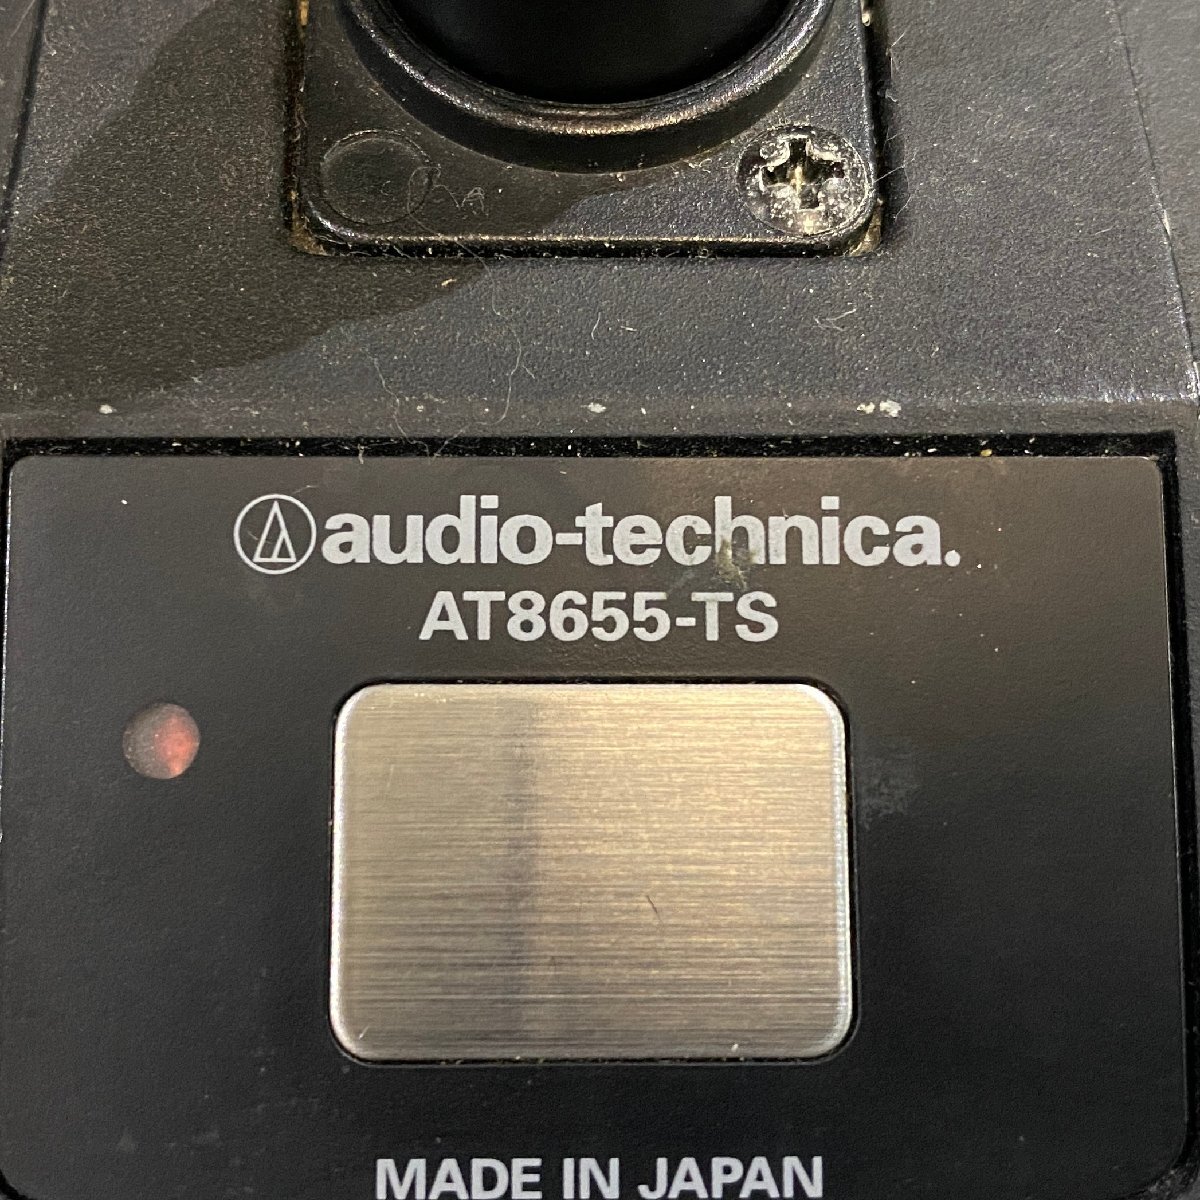 audio-technica.
AT8655-TS
MADE IN JAPAN